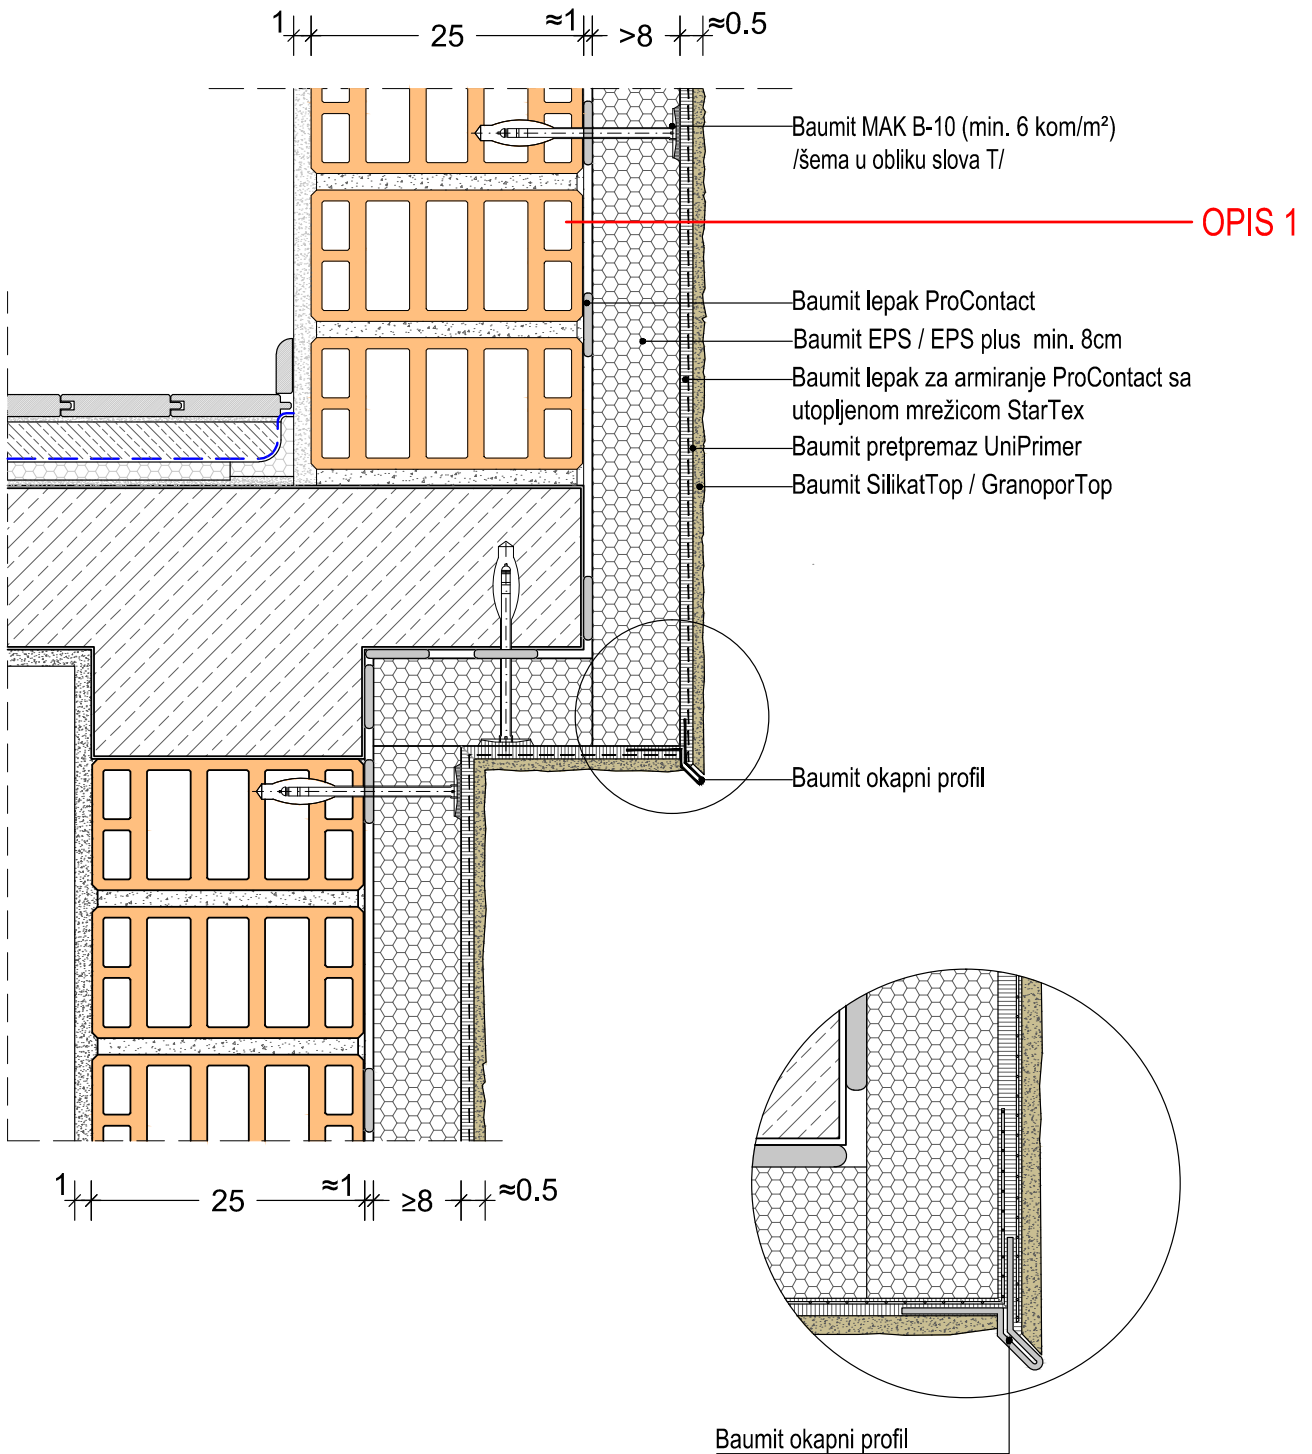 1 25 ≈1 >8 ≈0.5
Baumit MAK B-10 (min. 6 kom/m²)
/šema u obliku slova T/
OPIS 1
Baumit lepak ProContact
Baumit EPS / EPS plus min. 8cm
Baumit lepak za armiranje ProContact sa
utopljenom mrežicom StarTex
Baumit pretpremaz UniPrimer
Baumit SilikatTop / GranoporTop
Baumit okapni profil
1 25 ≈1 ≥8 ≈0.5
Baumit okapni profil